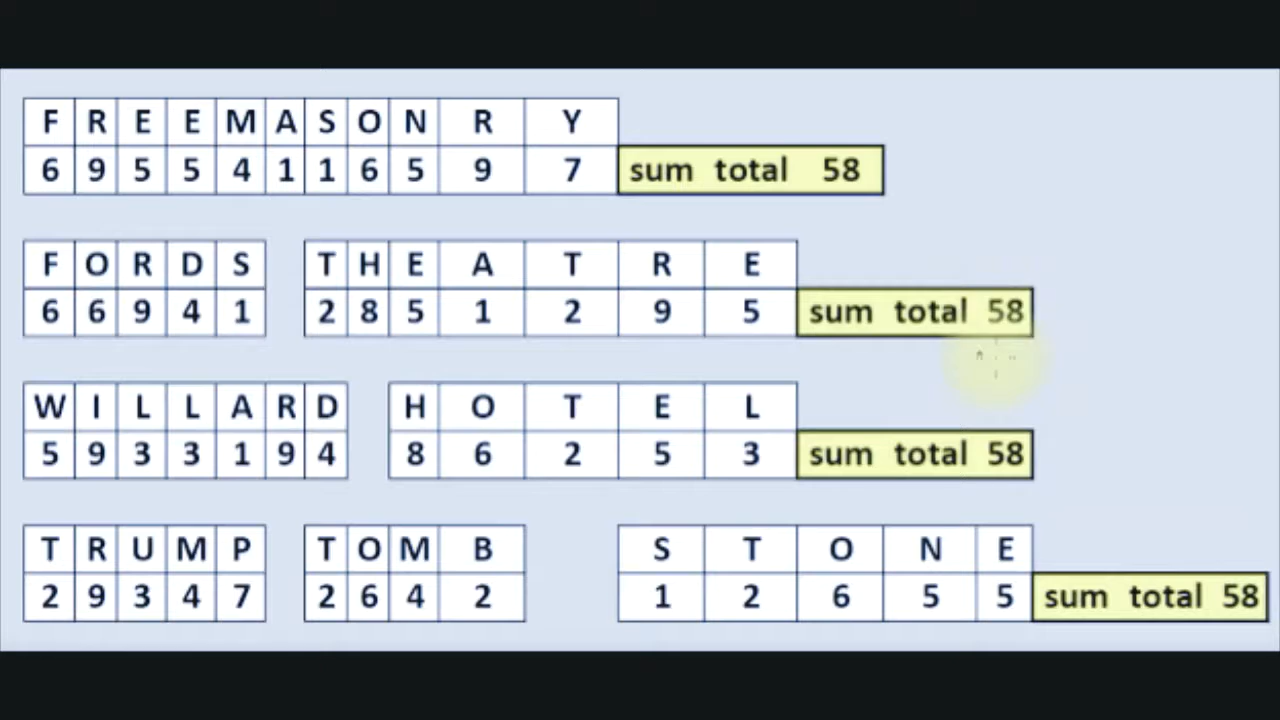 F R E E M A S O N R Y
6 9 5 5 4 1 1 6 5 9 7 sum total 58
F O R D S T H E A T R E
6 6 9 4 1 2 8 5 1 2 9 5 sum total 58
W I L L A R D H O T E L
5 9 3 3 1 9 4 8 6 2 5 3 sum total 58
T R U M P T O M B S T O N E
2 9 3 4 7 2 6 4 2 1 2 6 5 5 sum total 58